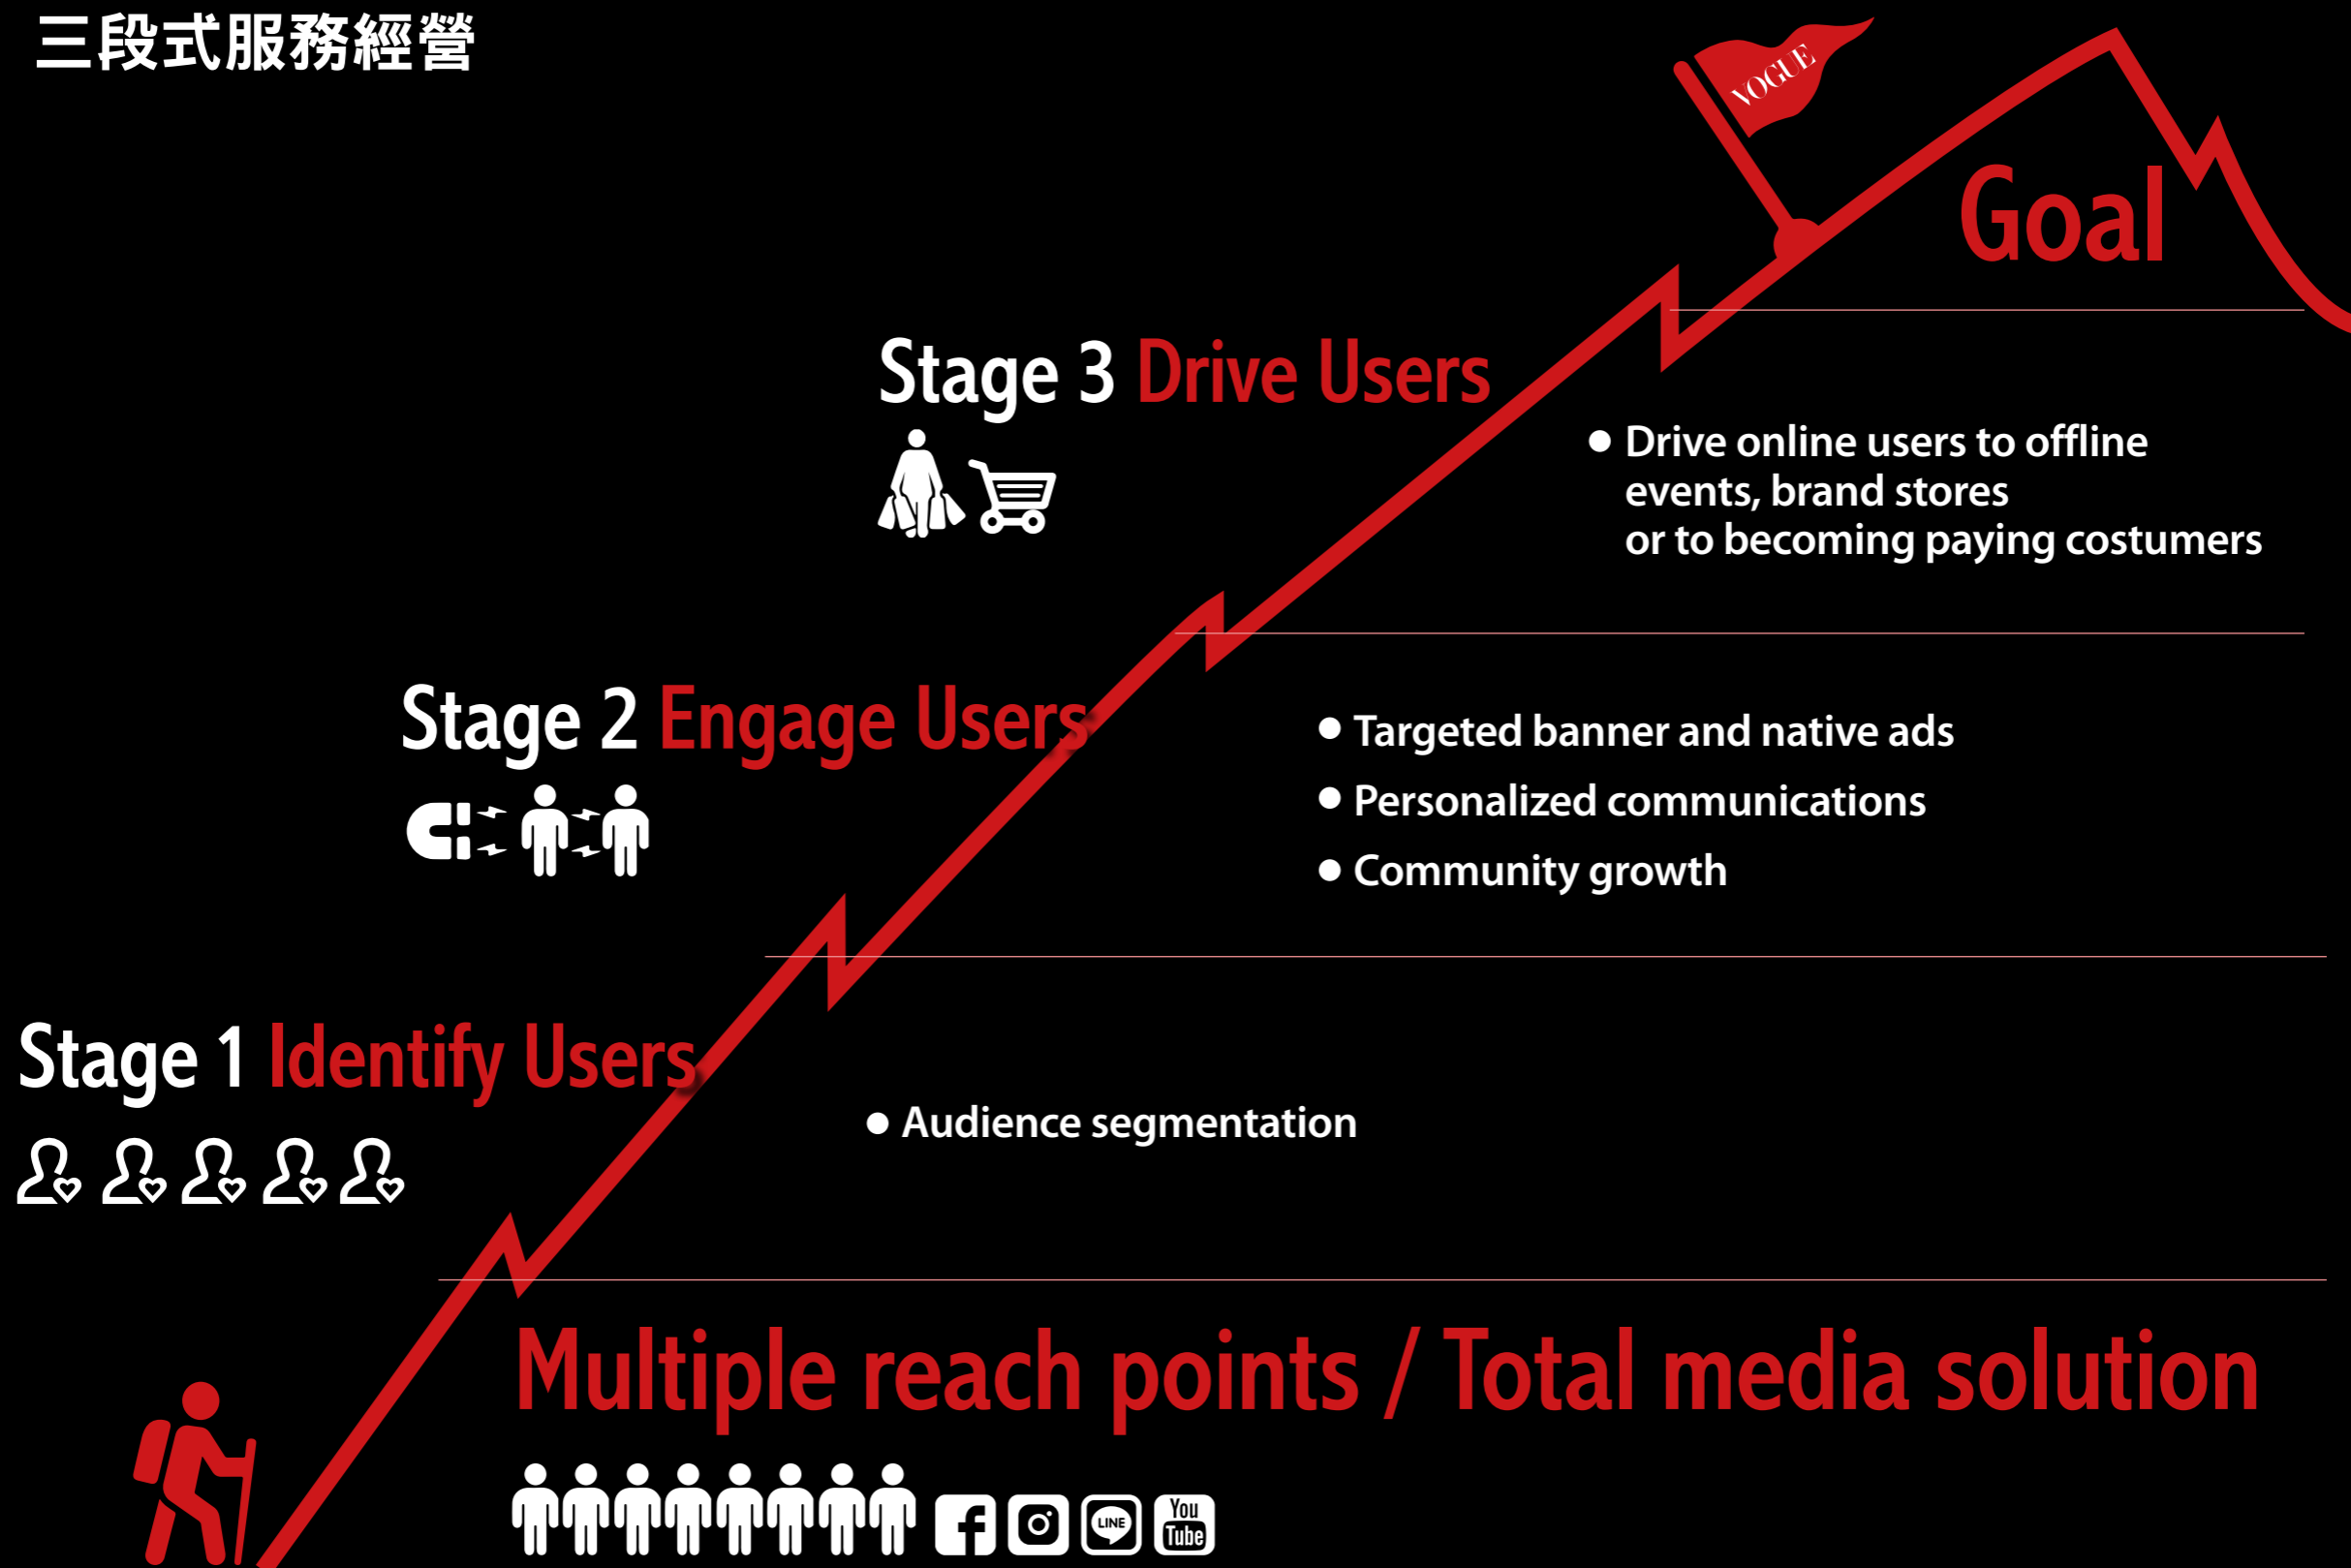 三段式服務經營
VOGUE
Goal
Stage 3 Drive Users
● Drive online users to offline
events, brand stores
or to becoming paying costumers
Stage 2 Engage Users
● Targeted banner and native ads
● Personalized communications
● Community growth
Stage 1 Identify Users
● Audience segmentation
Multiple reach points / Total media solution
LINE
You
Tube